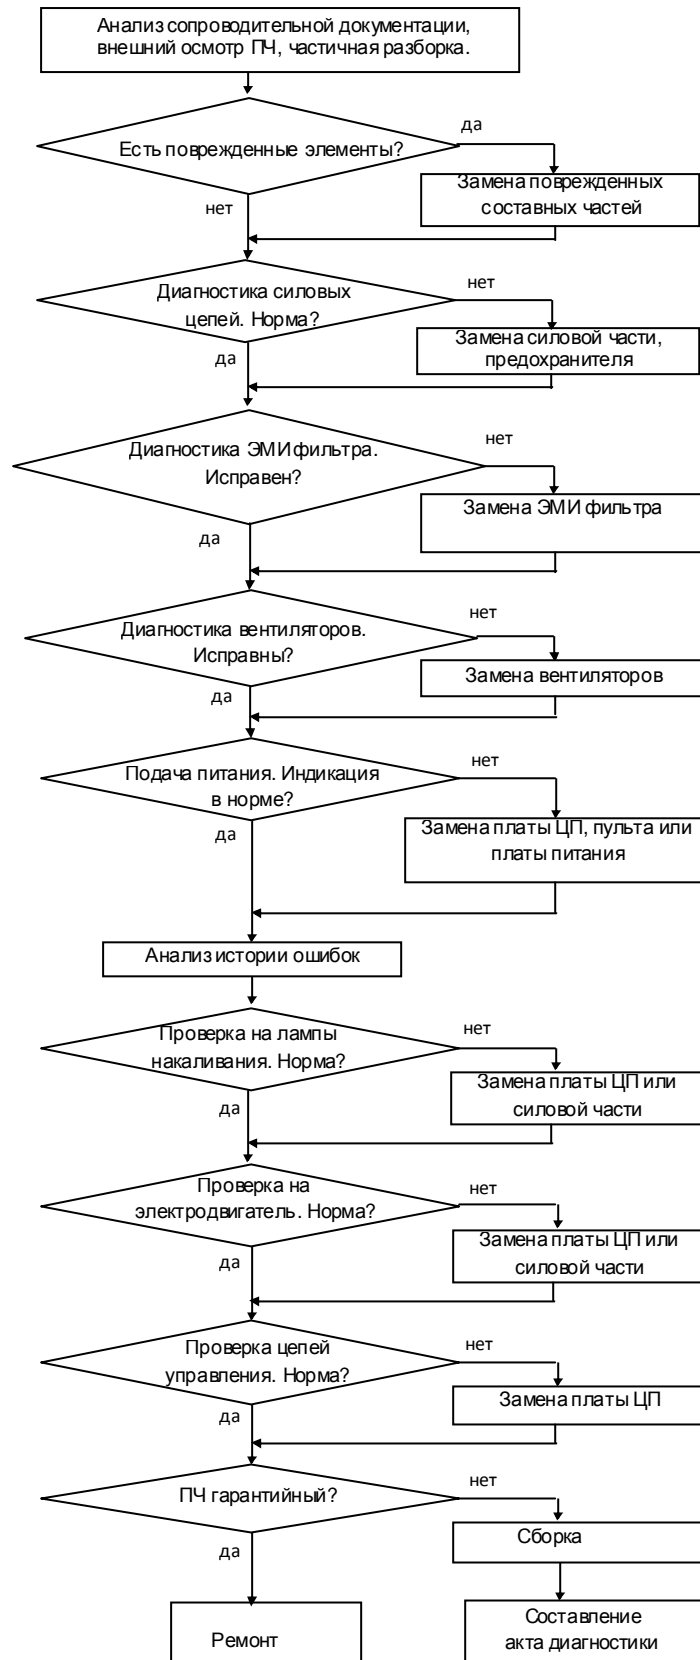 Анализ сопроводительной документации,
внешний осмотр ПЧ, частичная разборка.
Есть поврежденные элементы?
да
Замена поврежденных
составных частей
нет
Диагностика силовых
цепей. Норма?
нет
Замена силовой части,
предохранителя
да
Диагностика ЭМИ фильтра.
Исправен?
нет
Замена ЭМИ фильтра
да
Диагностика вентиляторов.
Исправны?
нет
Замена вентиляторов
да
Подача питания. Индикация
в норме?
нет
Замена платы ЦП, пульта или
платы питания
да
Анализ истории ошибок
Проверка на лампы
накаливания. Норма?
нет
Замена платы ЦП или
силовой части
да
Проверка на
электродвигатель. Норма?
нет
Замена платы ЦП или
силовой части
да
Проверка цепей
управления. Норма?
нет
Замена платы ЦП
да
ПЧ гарантийный?
нет
Сборка
да
Ремонт
Составление
акта диагностики